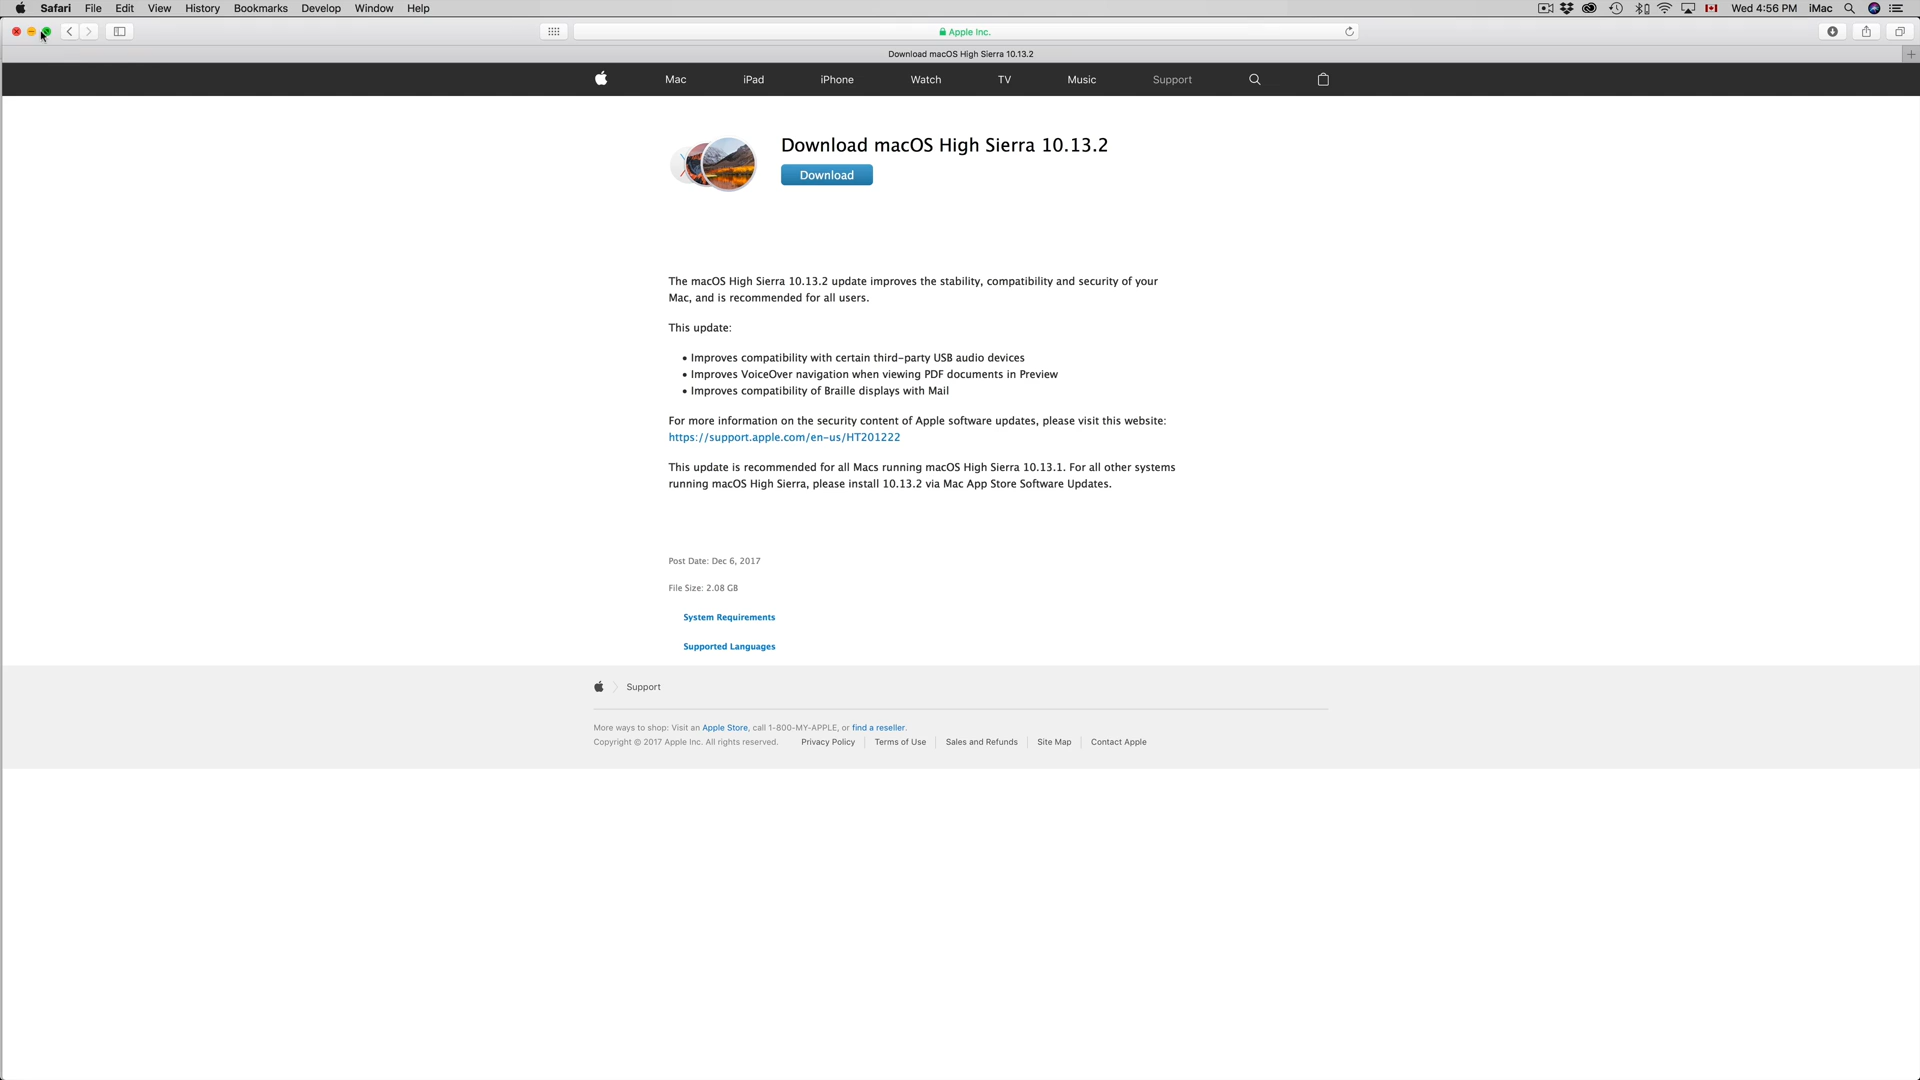 Safari File Edit View History Bookmarks Develop Window Help Wed 4:56 PM iMac
Apple Inc.
Download macOS High Sierra 10.13.2
Mac iPad iPhone Watch TV Music Support
Download macOS High Sierra 10.13.2
Download
The macOS High Sierra 10.13.2 update improves the stability, compatibility and security of your
Mac, and is recommended for all users.
This update:
• Improves compatibility with certain third-party USB audio devices
• Improves VoiceOver navigation when viewing PDF documents in Preview
• Improves compatibility of Braille displays with Mail
For more information on the security content of Apple software updates, please visit this website:
https://support.apple.com/en-us/HT201222
This update is recommended for all Macs running macOS High Sierra 10.13.1. For all other systems
running macOS High Sierra, please install 10.13.2 via Mac App Store Software Updates.
Post Date: Dec 6, 2017
File Size: 2.08 GB
System Requirements
Supported Languages
Support
More ways to shop: Visit an Apple Store, call 1-800-MY-APPLE, or find a reseller.
Copyright © 2017 Apple Inc. All rights reserved. Privacy Policy Terms of Use Sales and Refunds Site Map Contact Apple